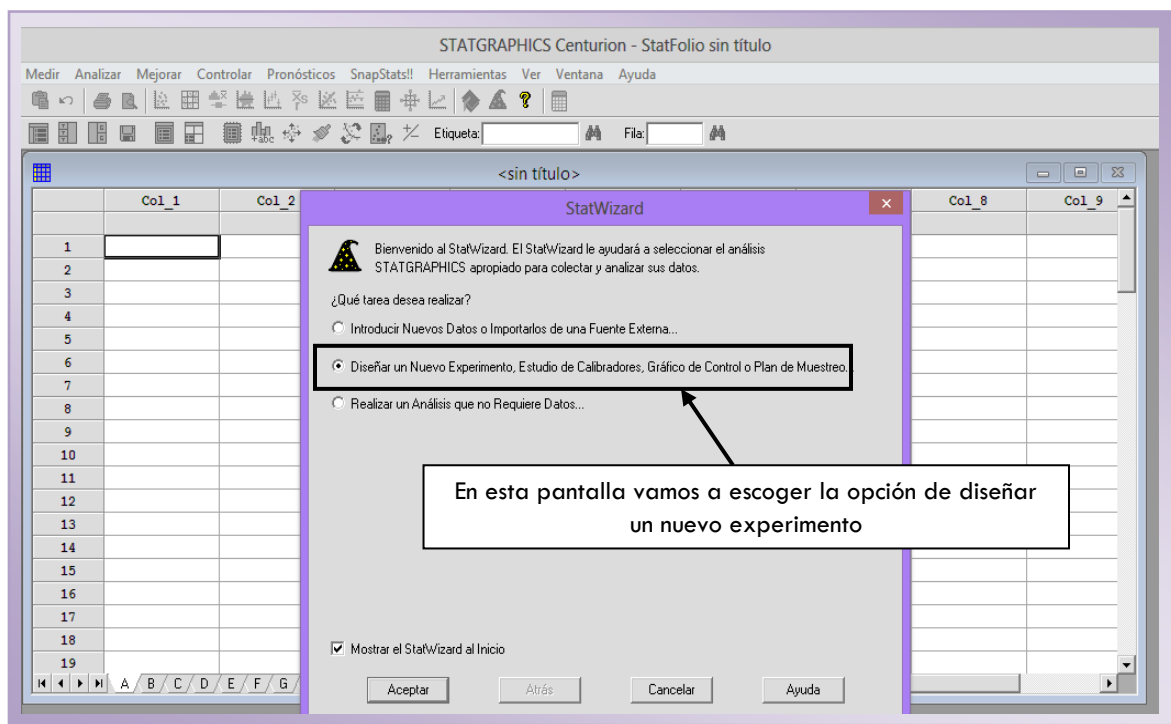 STATGRAPHICS Centurion - StatFolio sin título
Medir Analizar Mejorar Controlar Pronósticos SnapStats!! Herramientas Ver Ventana Ayuda
Etiqueta: Fila:
<sin título>
Col_1 Col_2 Col_8 Col_9
StatWizard
Bienvenido al StatWizard. El StatWizard le ayudará a seleccionar el análisis
STATGRAPHICS apropiado para colectar y analizar sus datos.
¿Qué tarea desea realizar?
Introducir Nuevos Datos o Importarlos de una Fuente Externa...
Diseñar un Nuevo Experimento, Estudio de Calibradores, Gráfico de Control o Plan de Muestreo...
Realizar un Análisis que no Requiere Datos...
En esta pantalla vamos a escoger la opción de diseñar
un nuevo experimento
Mostrar el StatWizard al Inicio
Aceptar Atrás Cancelar Ayuda
1
2
3
4
5
6
7
8
9
10
11
12
13
14
15
16
17
18
19
A B C D E F G